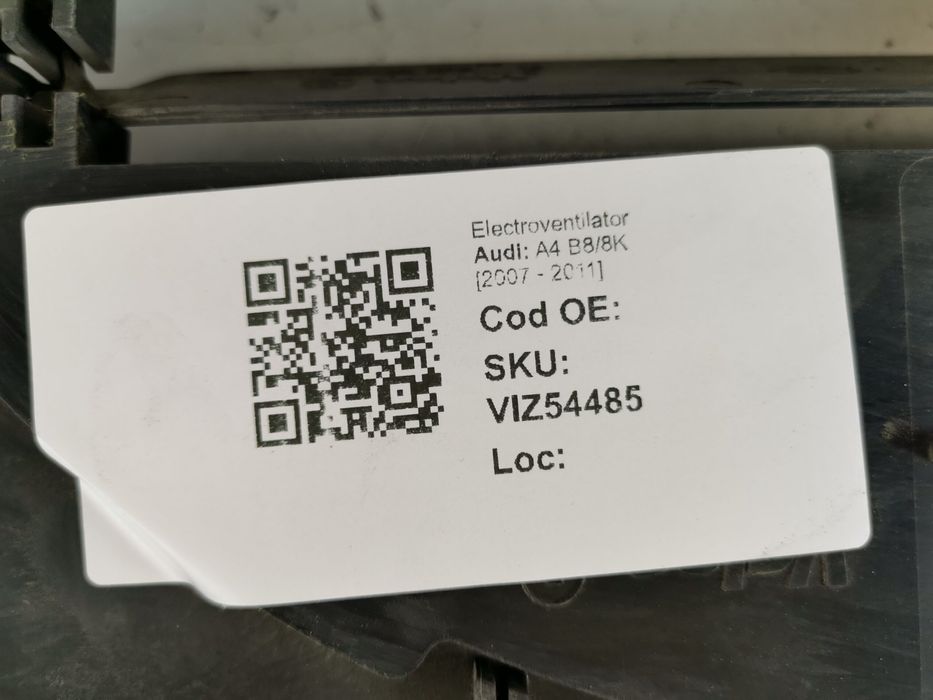 Electroventilator
Audi: A4 B8/8K
[2007 - 2011]
Cod OE:
SKU:
VIZ54485
Loc: